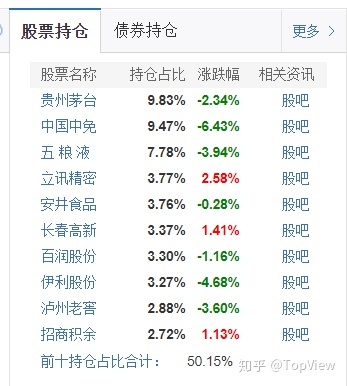 股票持仓 债券持仓 更多 >
股票名称 持仓占比 涨跌幅 相关资讯
贵州茅台 9.83% -2.34% 股吧
中国中免 9.47% -6.43% 股吧
五 粮 液 7.78% -3.94% 股吧
立讯精密 3.77% 2.58% 股吧
安井食品 3.76% -0.28% 股吧
长春高新 3.37% 1.41% 股吧
百润股份 3.30% -1.16% 股吧
伊利股份 3.27% -4.68% 股吧
泸州老窖 2.88% -3.60% 股吧
招商积余 2.72% 1.13% 股吧
前十持仓占比合计： 50.15%
知乎 @TopView